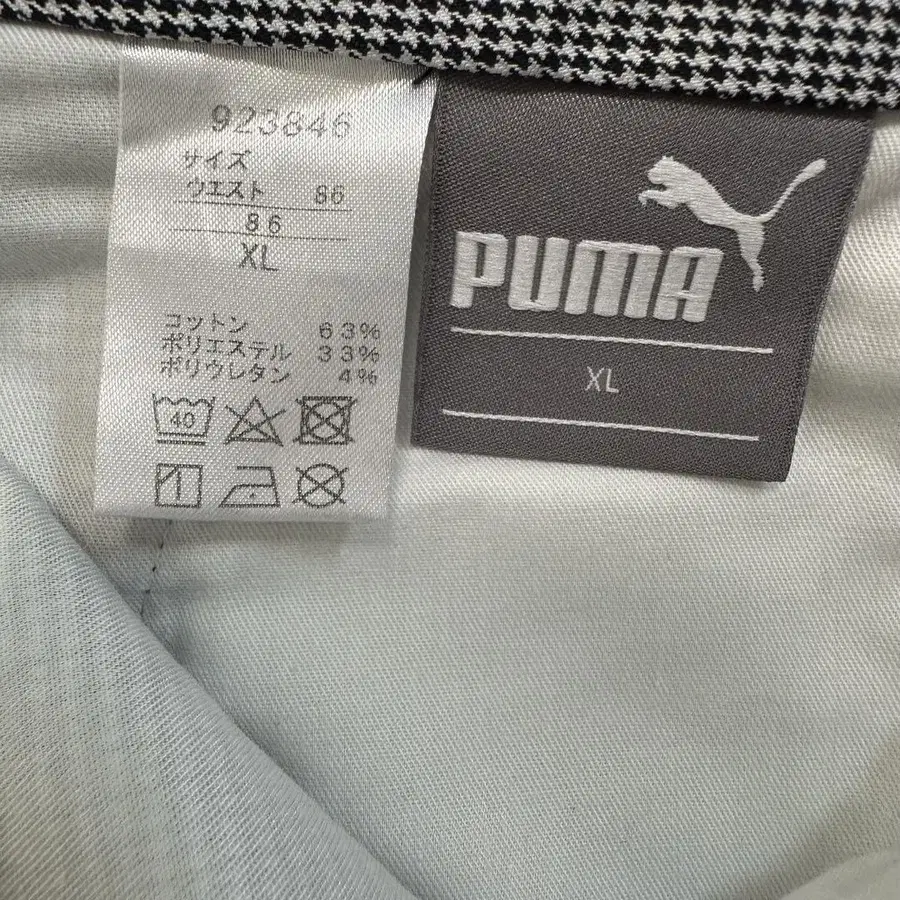 923846
サイズ
ウエスト 86
86
XL
コットン 63%
ポリエステル 33%
ポリウレタン 4%
40
PUMA
XL